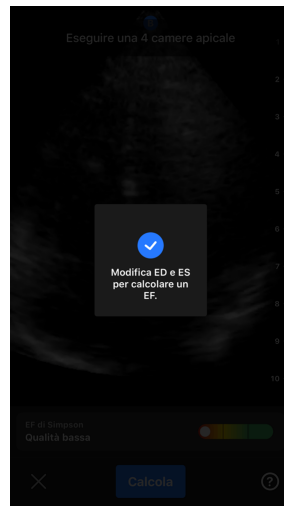 Eseguire una 4 camere apicale
1
2
3
4
5
6
Modifica ED e ES
per calcolare un
EF.
7
8
9
10
EF di Simpson
Qualità bassa
Calcola
?